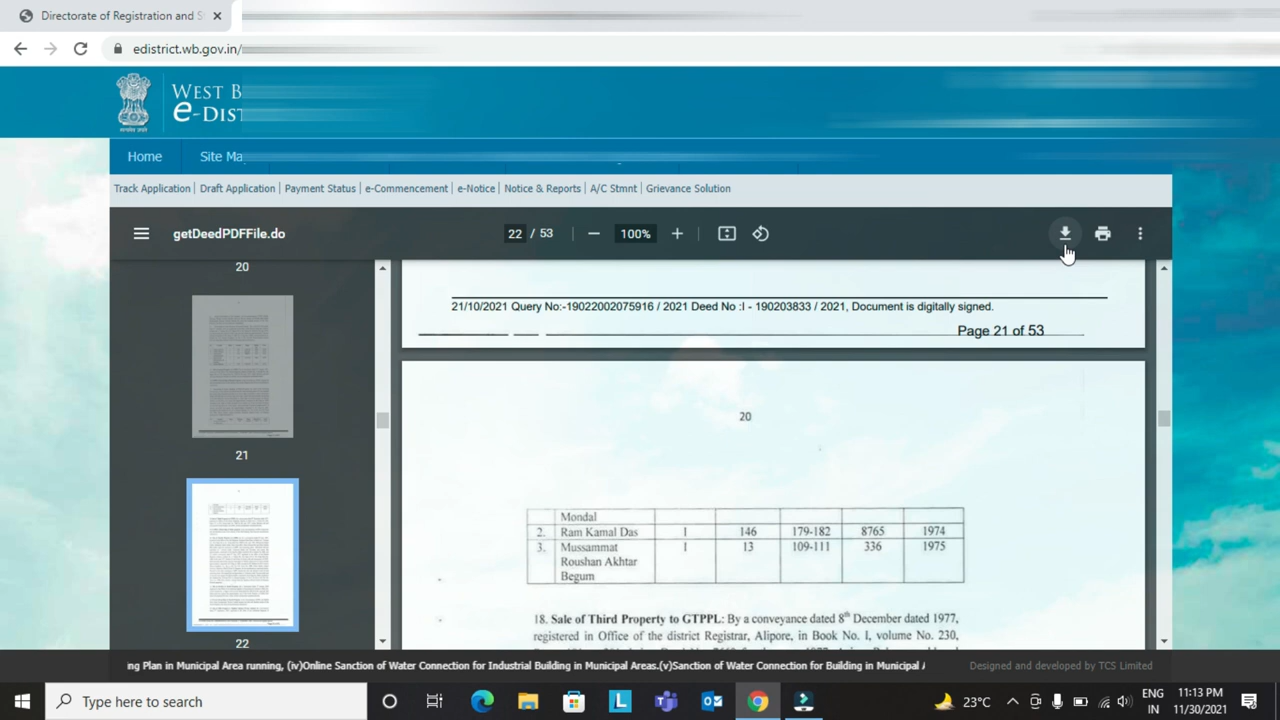 Directorate of Registration and S
edistrict.wb.gov.in/
WEST B
e-DIST
Home Site Ma
Track Application | Draft Application | Payment Status | e-Commencement | e-Notice | Notice & Reports | A/C Stmnt | Grievance Solution
getDeedPDFFile.do 22 / 53 100%
20
21
22
21/10/2021 Query No:-19022002075916 / 2021 Deed No :I - 190203833 / 2021, Document is digitally signed.
Page 21 of 53
20
Mondal
2. Ram Kamal Das 146 179-182 8765 1974
3. Mussammat 13 109-111 336 1975
Roushan Akhtar
Begum
18. Sale of Third Property to GTPPL: By a conveyance dated 8th December dated 1977,
registered in Office of the district Registrar, Alipore, in Book No. I, volume No. 230,
ng Plan in Municipal Area running, (iv)Online Sanction of Water Connection for Industrial Building in Municipal Areas.(v)Sanction of Water Connection for Building in Municipal A
Designed and developed by TCS Limited
Type here to search
23°C
ENG
IN
11:13 PM
11/30/2021